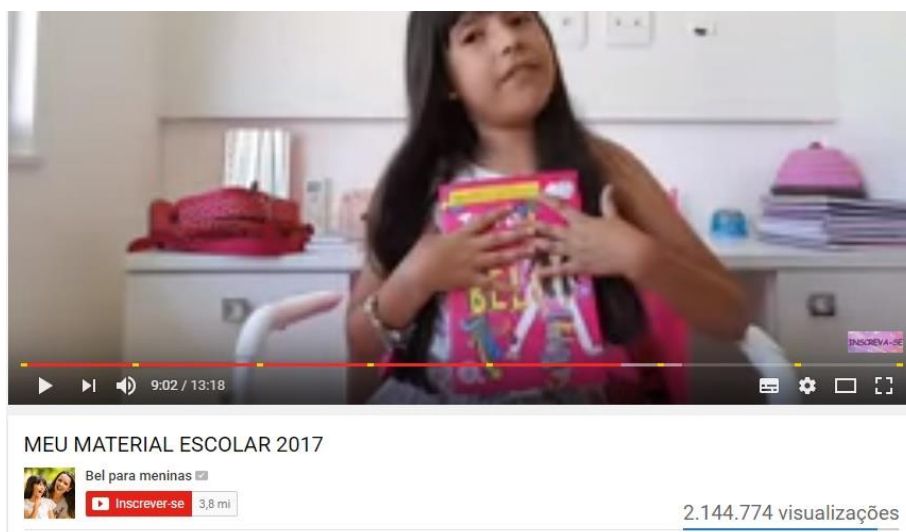 BEL
INSCREVA-SE
9:02 / 13:18
MEU MATERIAL ESCOLAR 2017
Bel para meninas
Inscrever-se 3,8 mi
2.144.774 visualizações